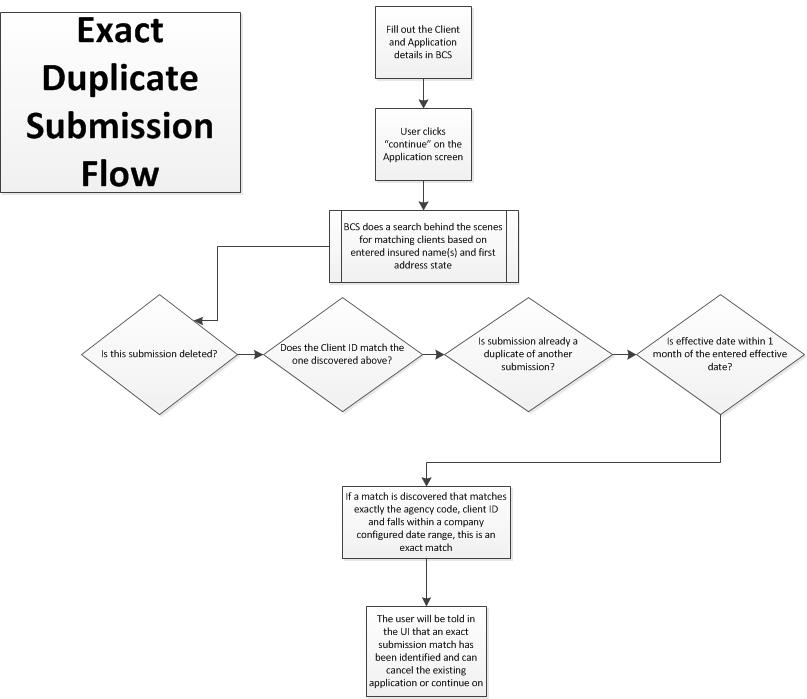 Exact
Duplicate
Submission
Flow
Fill out the Client
and Application
details in BCS
User clicks
“continue” on the
Application screen
BCS does a search behind the scenes
for matching clients based on
entered insured name(s) and first
address state
Is this submission deleted?
Does the Client ID match the
one discovered above?
Is submission already a
duplicate of another
submission?
Is effective date within 1
month of the entered effective
date?
If a match is discovered that matches
exactly the agency code, client ID
and falls within a company
configured date range, this is an
exact match
The user will be told in
the UI that an exact
submission match has
been identified and can
cancel the existing
application or continue on